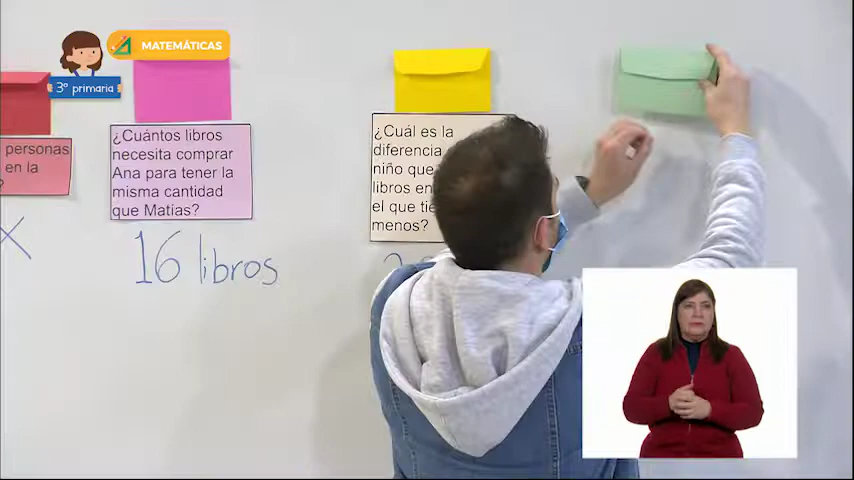 MATEMÁTICAS
3° primaria
personas
en la
?
x
¿Cuántos libros
necesita comprar
Ana para tener la
misma cantidad
que Matías?
16 libros
¿Cuál es la
diferencia
niño que
libros en
el que
menos?